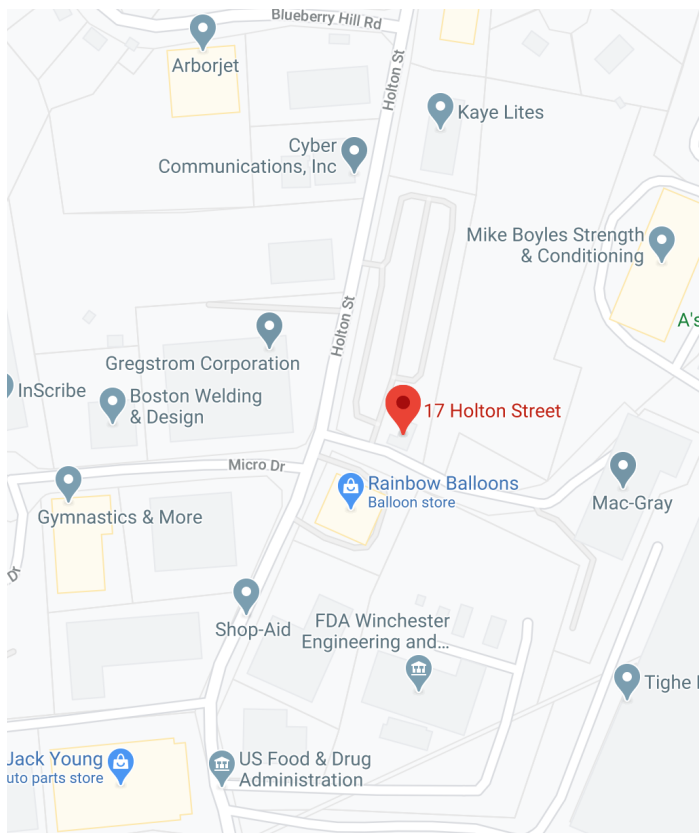 Blueberry Hill Rd
Arborjet
Holton St
Kaye Lites
Cyber
Communications, Inc
Mike Boyles Strength
& Conditioning
A's
Holton St
Gregstrom Corporation
InScribe
Boston Welding
& Design
17 Holton Street
Micro Dr
Rainbow Balloons
Balloon store
Mac-Gray
Gymnastics & More
Dr
Shop-Aid
FDA Winchester
Engineering and...
Tighe
Jack Young
uto parts store
US Food & Drug
Administration